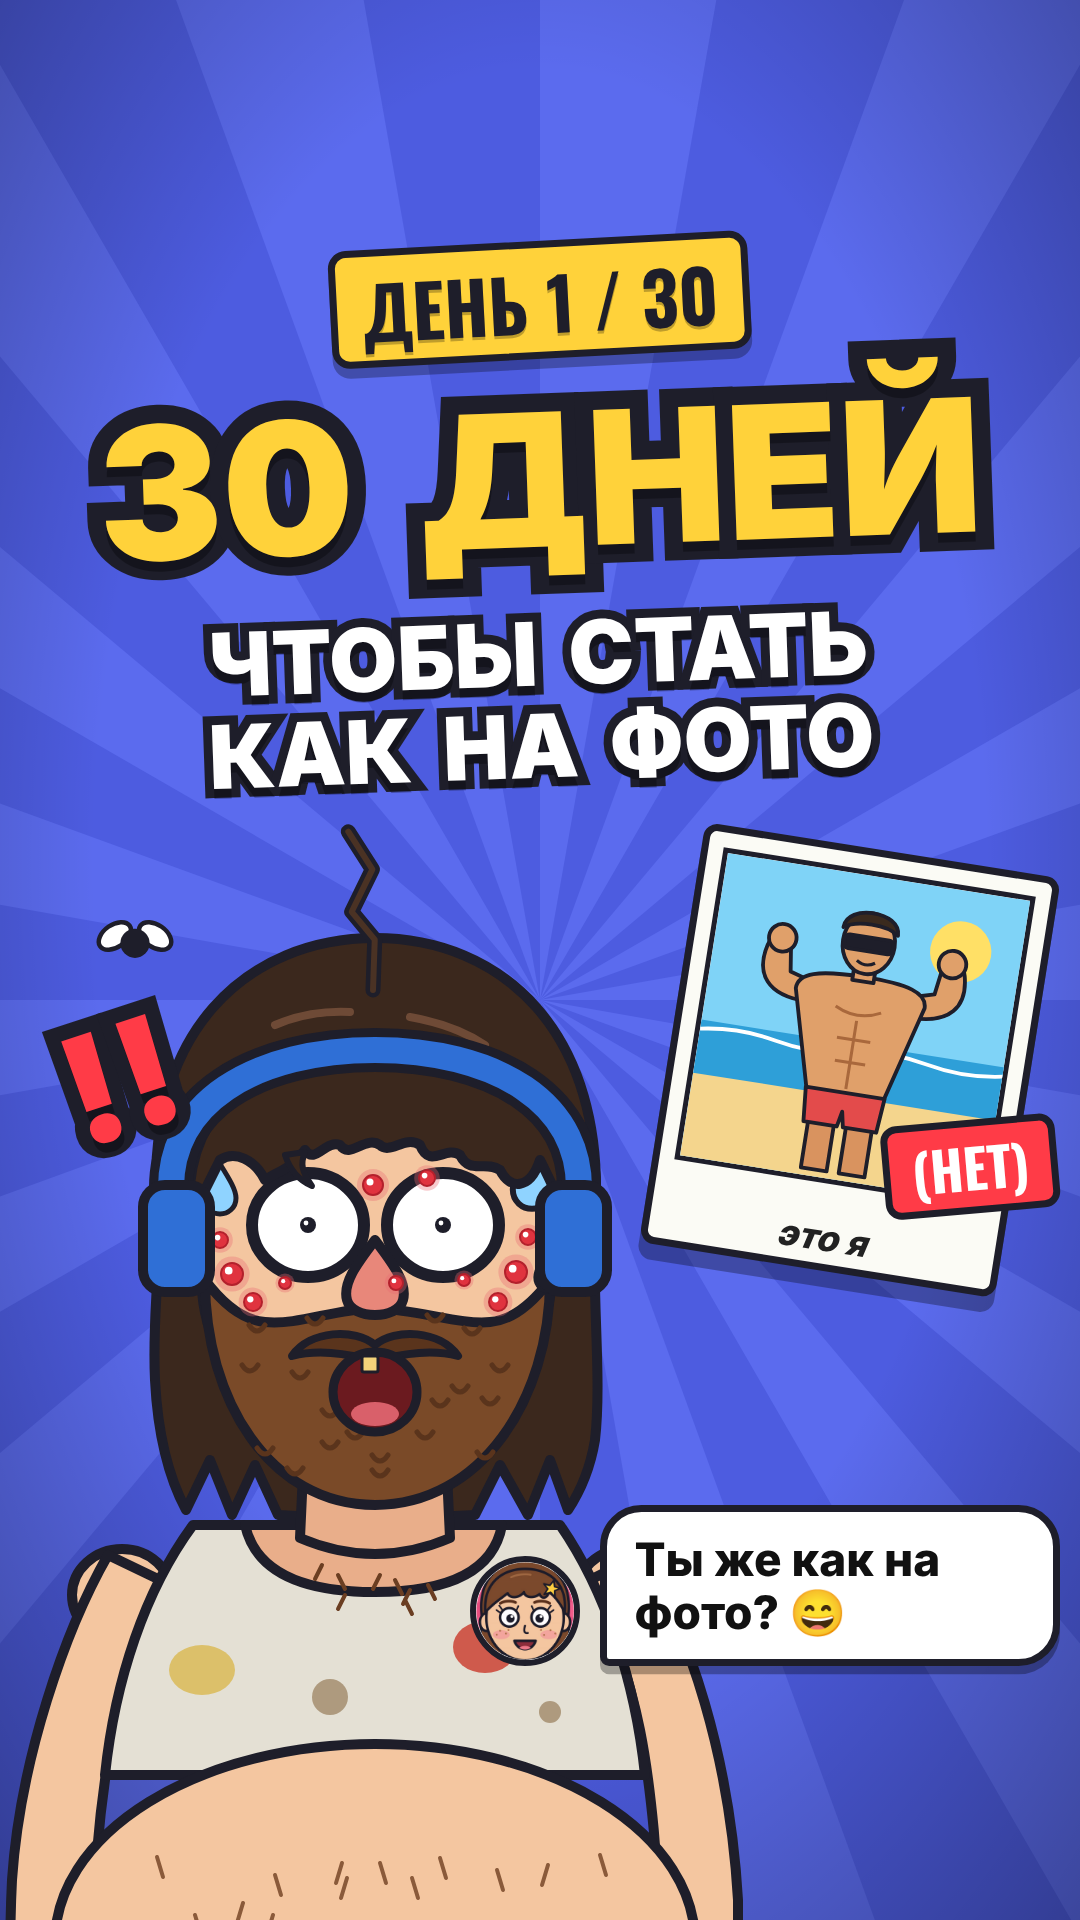 ДЕНЬ 1 / 30
30 ДНЕЙ
ЧТОБЫ СТАТЬ
КАК НА ФОТО
!!
(НЕТ)
это я
Ты же как на
фото? 😄